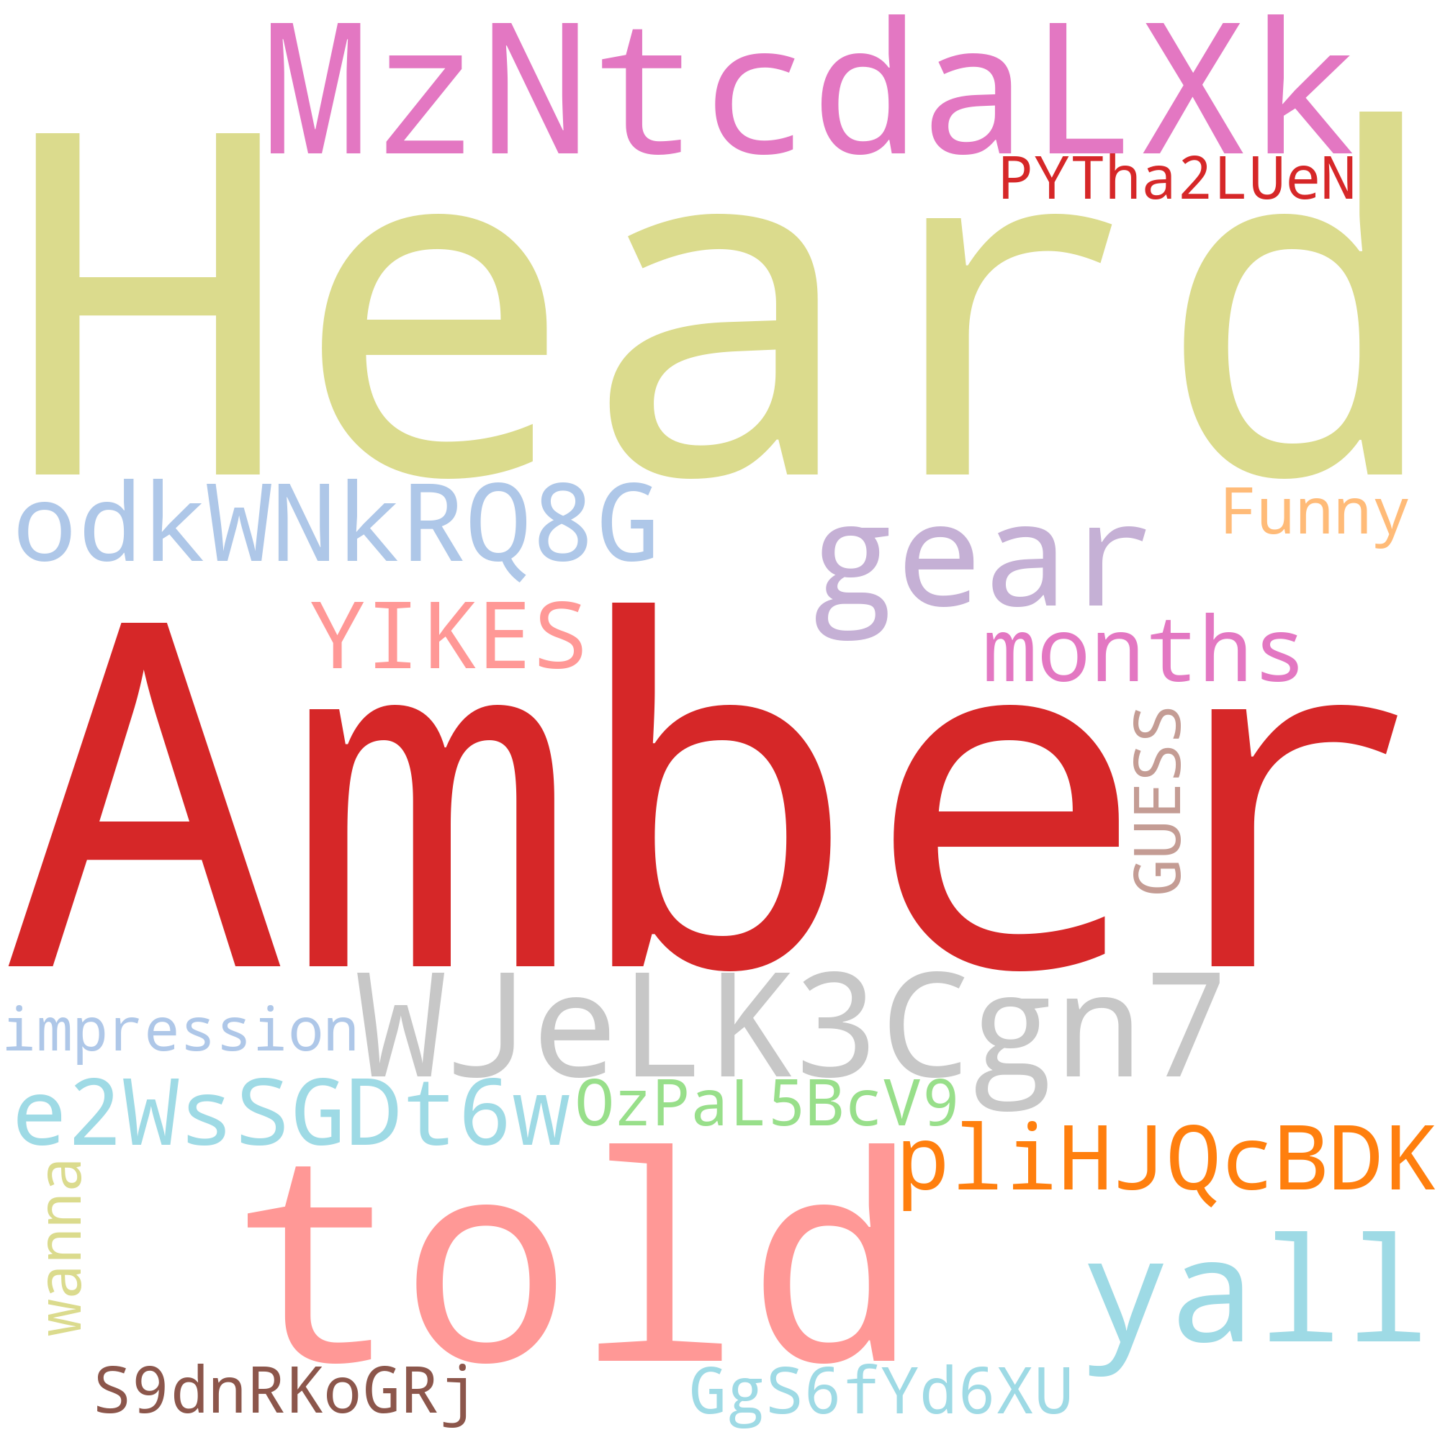 MzNtcdaLXk
PYTha2LUeN
Heard
odkWNkRQ8G
Funny
gear
YIKES
months
Amber
GUESS
WJeLK3Cgn7
impression
e2WsSGDt6w
OzPaL5BcV9
pliHJQcBDK
wanna
told
yall
S9dnRKoGRj
GgS6fYd6XU